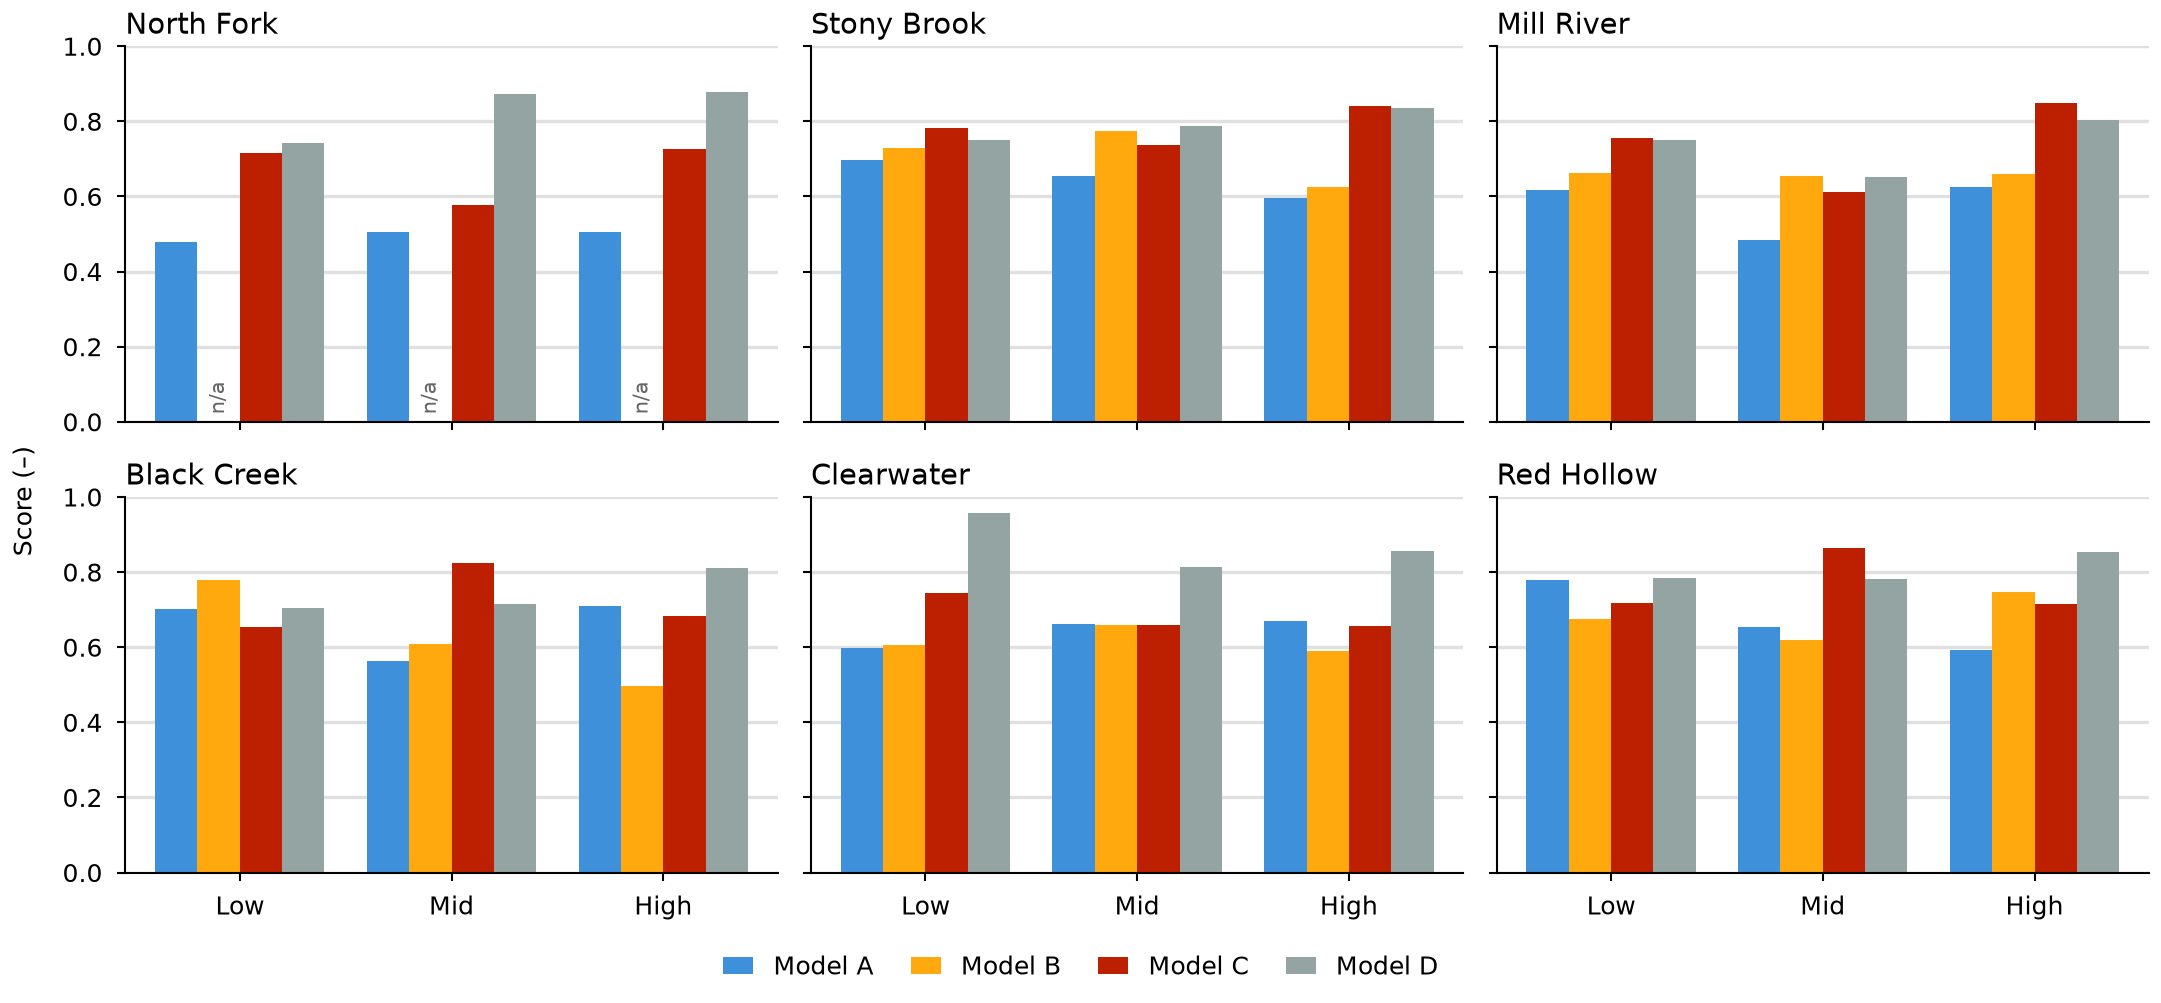 North Fork
Stony Brook
Mill River
1.0
0.8
0.6
0.4
0.2
0.0
n/a
n/a
n/a
Score (–)
Black Creek
Clearwater
Red Hollow
1.0
0.8
0.6
0.4
0.2
0.0
Low Mid High
Low Mid High
Low Mid High
Model A Model B Model C Model D